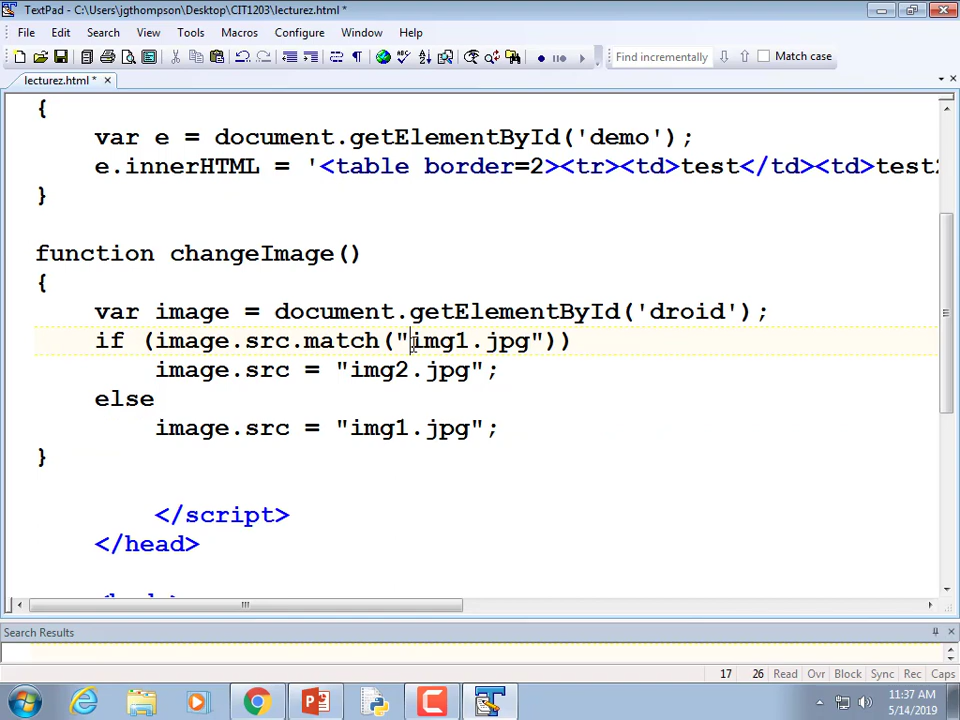 TextPad - C:\Users\jgthompson\Desktop\CIT1203\lecturez.html *
File Edit Search View Tools Macros Configure Window Help
Find incrementally Match case
lecturez.html *
{
var e = document.getElementById('demo');
e.innerHTML = '<table border=2><tr><td>test</td><td>test2
}
function changeImage()
{
var image = document.getElementById('droid');
if (image.src.match("img1.jpg"))
image.src = "img2.jpg";
else
image.src = "img1.jpg";
}
</script>
</head>
Search Results
17 26 Read Ovr Block Sync Rec Caps
11:37 AM
5/14/2019